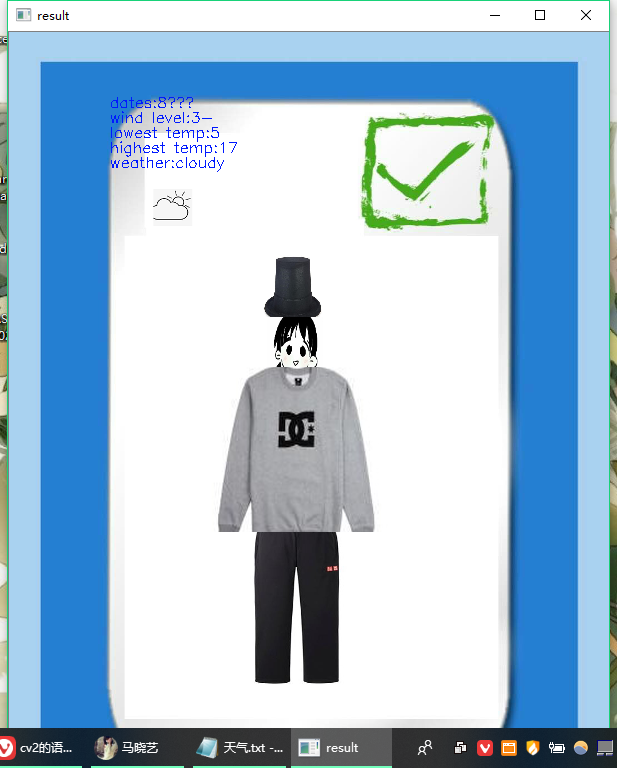 result
dates:8???
wind level:3-
lowest temp:5
highest temp:17
weather:cloudy
DC
cv2的语...
马晓艺
天气.txt -...
result